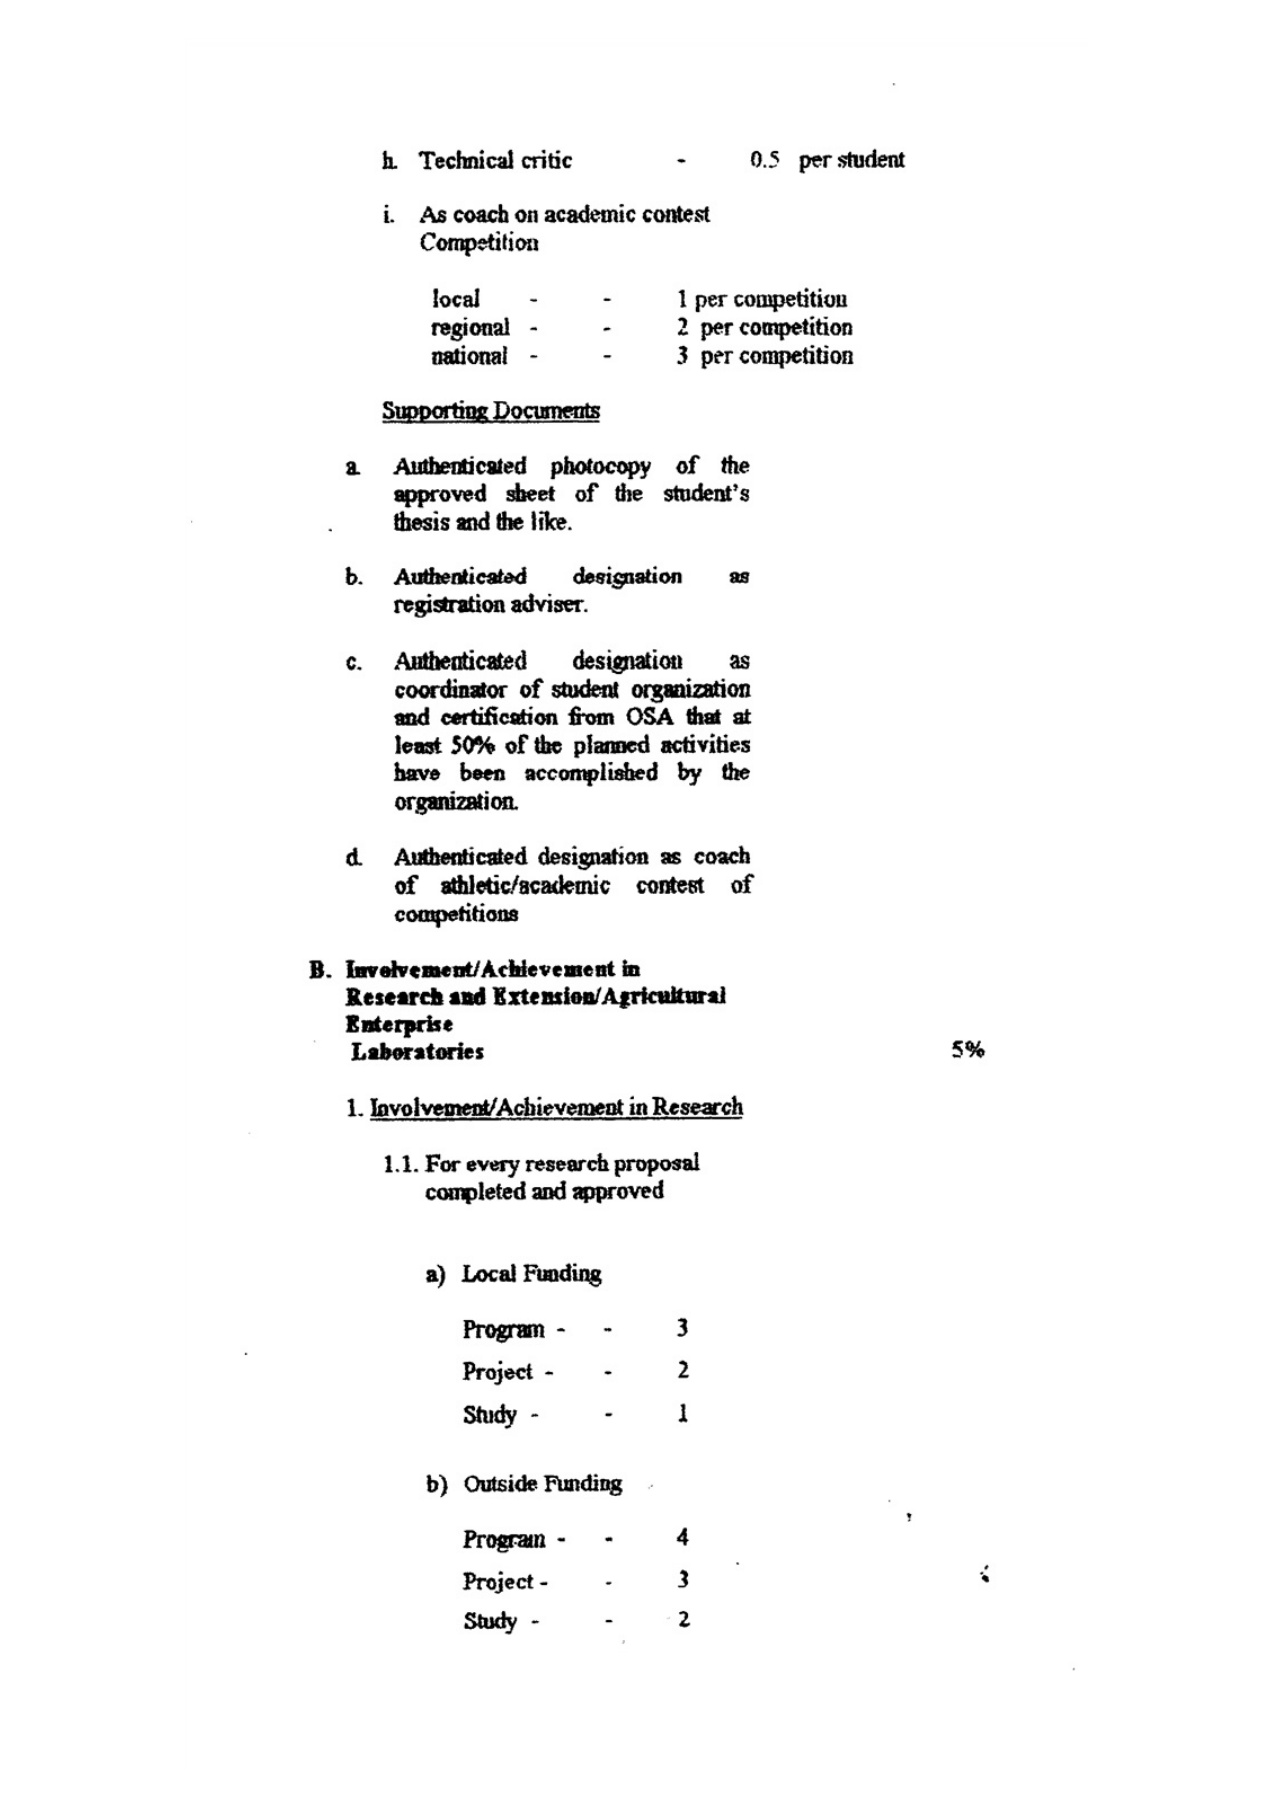 h. Technical critic - 0.5 per student
i. As coach on academic contest
Competition
local - - 1 per competition
regional - - 2 per competition
national - - 3 per competition
Supporting Documents
a. Authenticated photocopy of the
approved sheet of the student's
thesis and the like.
b. Authenticated designation as
registration adviser.
c. Authenticated designation as
coordinator of student organization
and certification from OSA that at
least 50% of the planned activities
have been accomplished by the
organization.
d. Authenticated designation as coach
of athletic/academic contest of
competitions
B. Involvement/Achievement in
Research and Extension/Agricultural
Enterprise
Laboratories 5%
1. Involvement/Achievement in Research
1.1. For every research proposal
completed and approved
a) Local Funding
Program - - 3
Project - - 2
Study - - 1
b) Outside Funding
Program - - 4
Project - - 3
Study - - 2